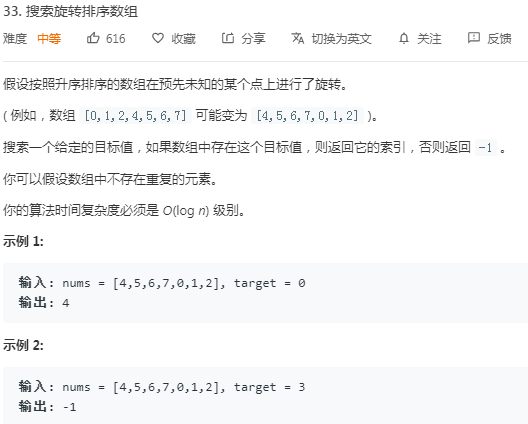 33. 搜索旋转排序数组
难度 中等 616 收藏 分享 切换为英文 关注 反馈
假设按照升序排序的数组在预先未知的某个点上进行了旋转。
( 例如，数组 [0,1,2,4,5,6,7] 可能变为 [4,5,6,7,0,1,2] )。
搜索一个给定的目标值，如果数组中存在这个目标值，则返回它的索引，否则返回 -1 。
你可以假设数组中不存在重复的元素。
你的算法时间复杂度必须是 O(log n) 级别。
示例 1:
输入: nums = [4,5,6,7,0,1,2], target = 0
输出: 4
示例 2:
输入: nums = [4,5,6,7,0,1,2], target = 3
输出: -1